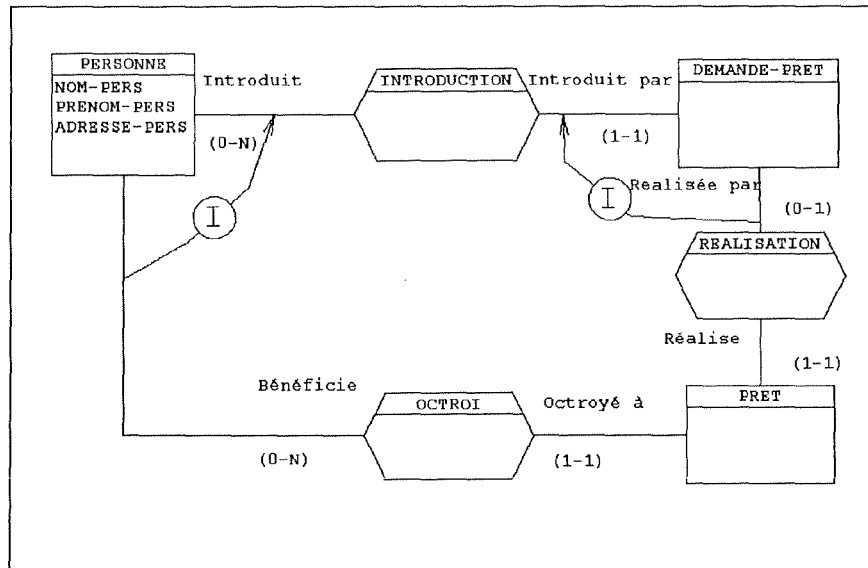 PERSONNE
NOM-PERS
PRENOM-PERS
ADRESSE-PERS
Introduit
(0-N)
INTRODUCTION
Introduit par
(1-1)
DEMANDE-PRET
I
I
Realisée par
(0-1)
REALISATION
Réalise
(1-1)
Bénéficie
(0-N)
OCTROI
Octroyé à
(1-1)
PRET